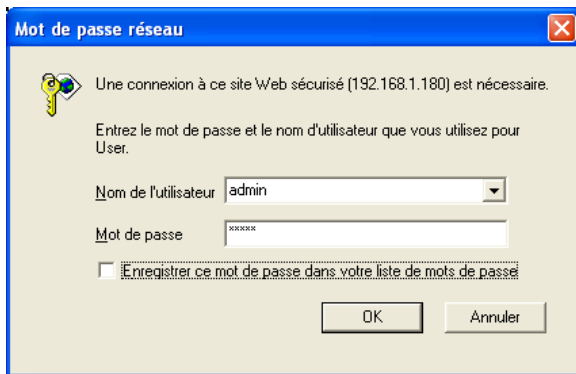 Mot de passe réseau
Une connexion à ce site Web sécurisé (192.168.1.180) est nécessaire.
Entrez le mot de passe et le nom d'utilisateur que vous utilisez pour
User.
Nom de l'utilisateur admin
Mot de passe xxxxx
Enregistrer ce mot de passe dans votre liste de mots de passe
OK Annuler